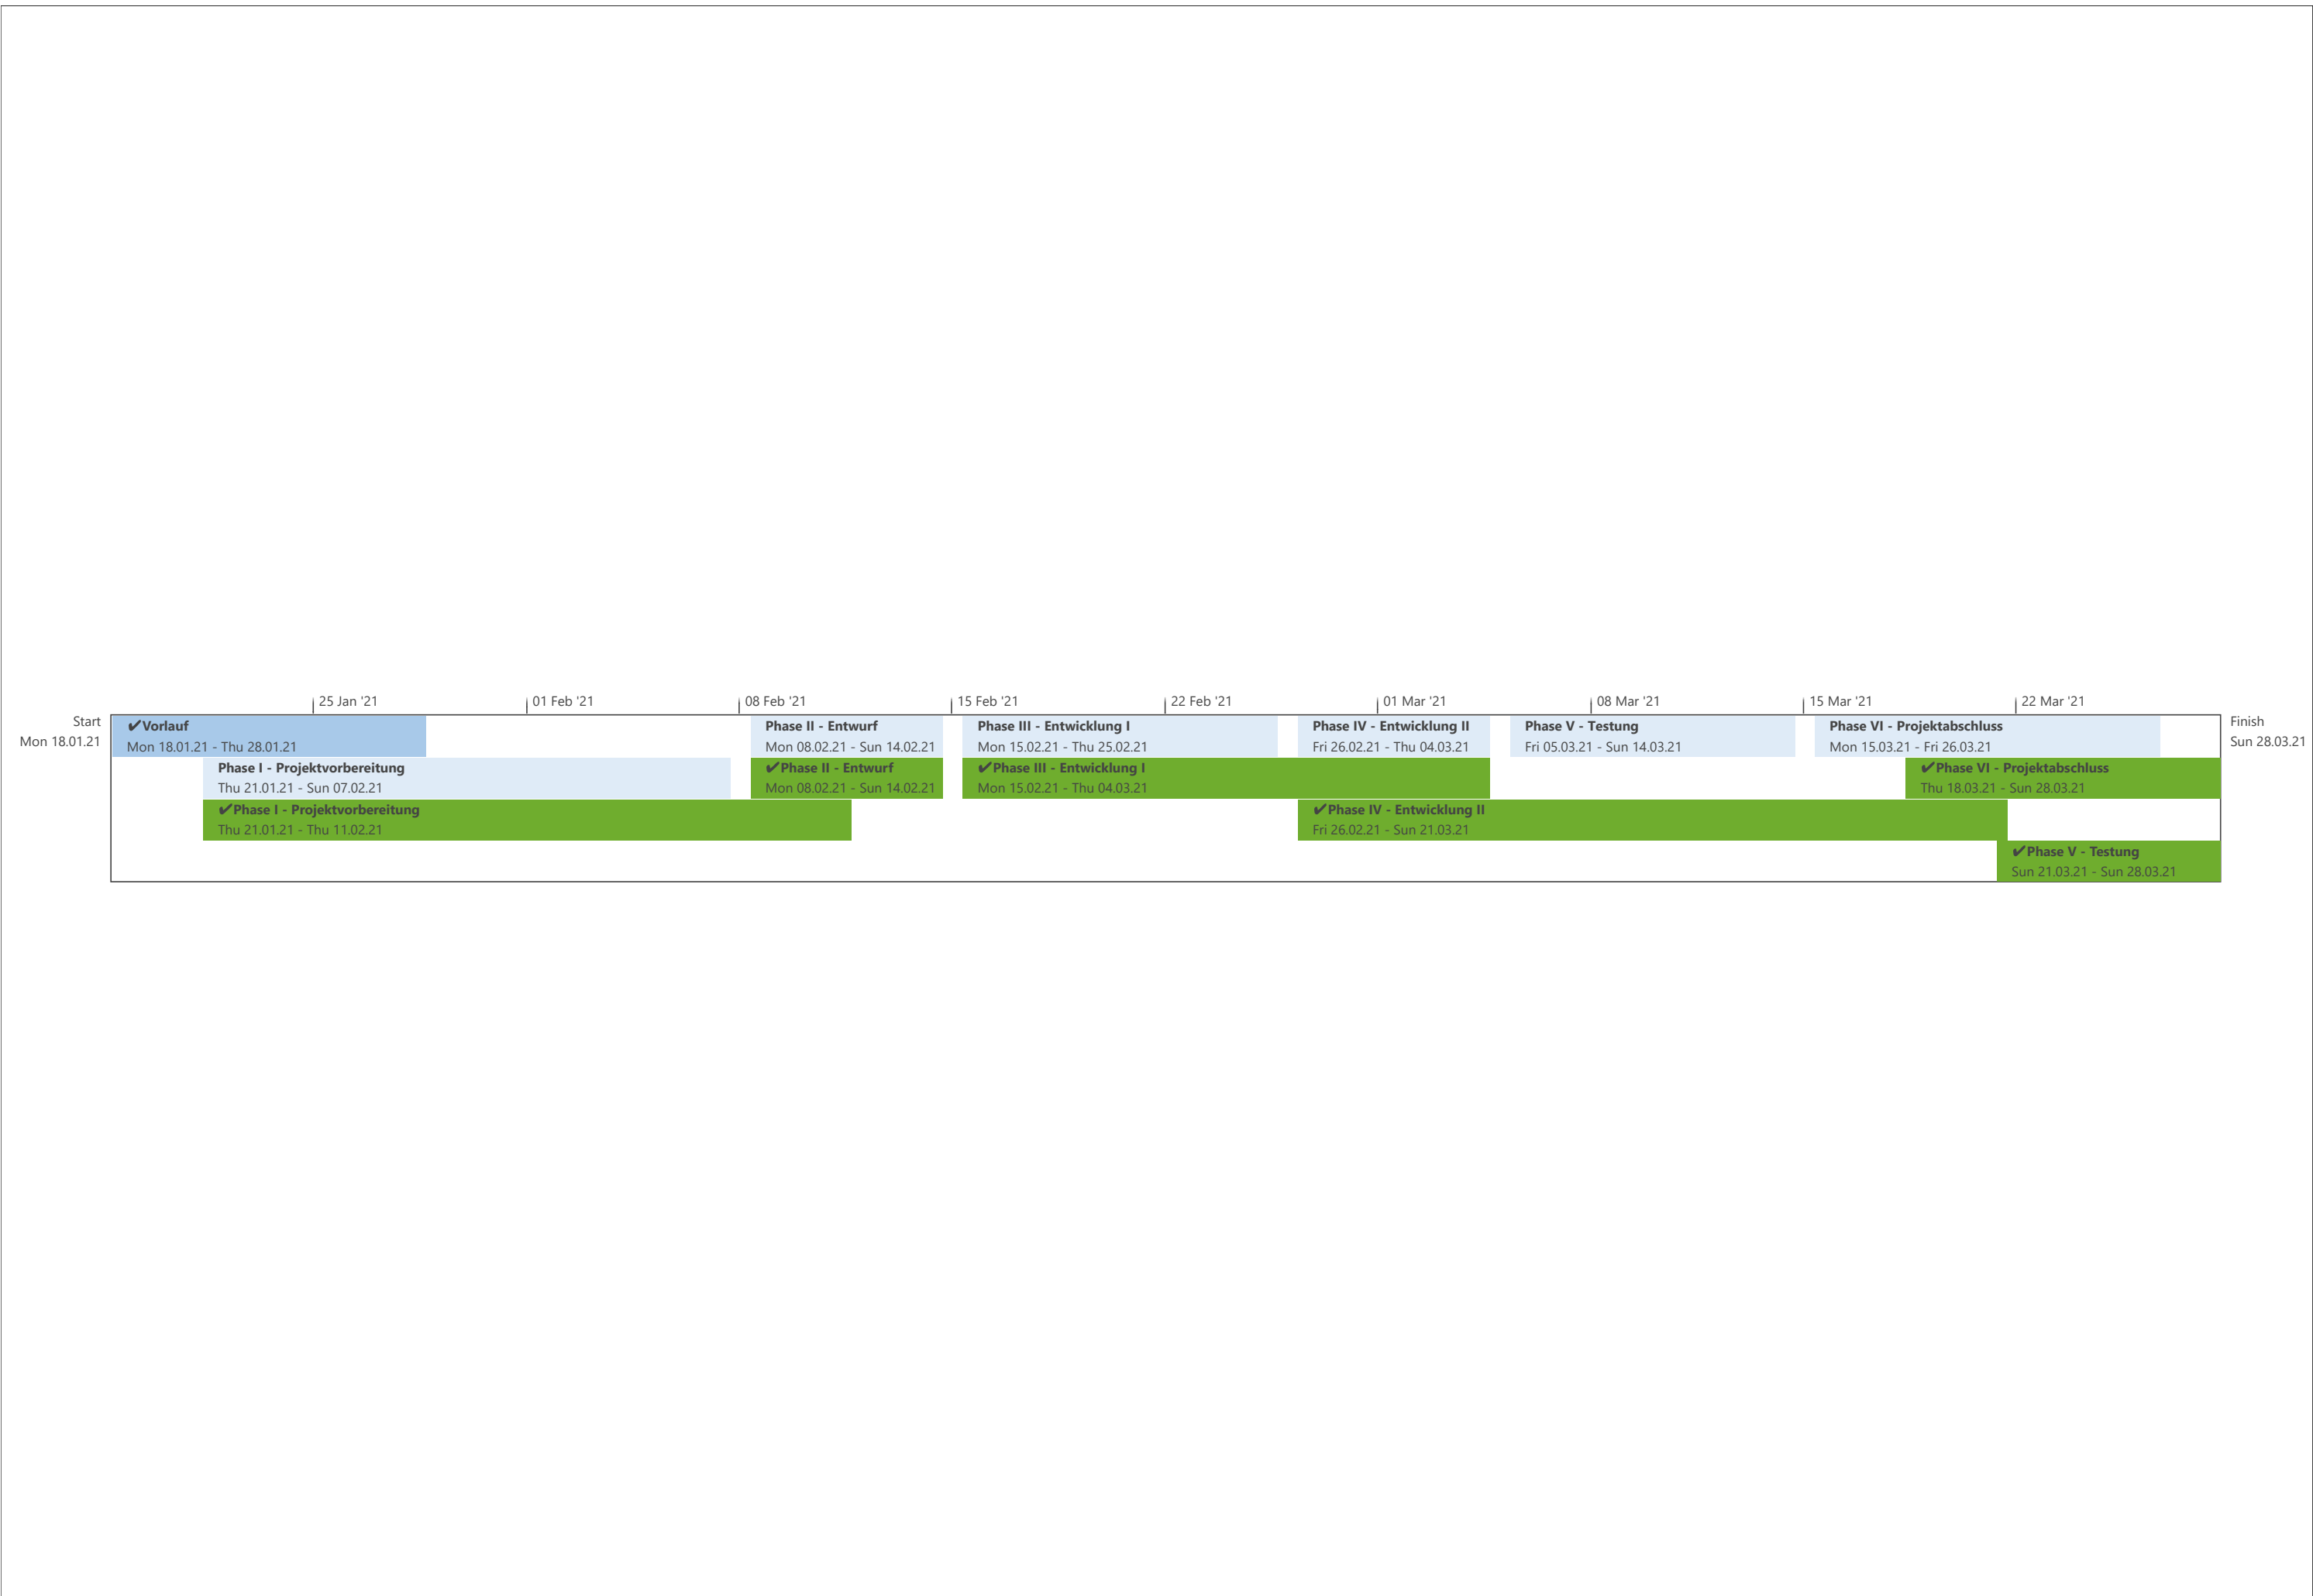 25 Jan '21
01 Feb '21
08 Feb '21
15 Feb '21
22 Feb '21
01 Mar '21
08 Mar '21
15 Mar '21
22 Mar '21
Start
Mon 18.01.21
✔Vorlauf
Mon 18.01.21 - Thu 28.01.21
Phase II - Entwurf
Mon 08.02.21 - Sun 14.02.21
Phase III - Entwicklung I
Mon 15.02.21 - Thu 25.02.21
Phase IV - Entwicklung II
Fri 26.02.21 - Thu 04.03.21
Phase V - Testung
Fri 05.03.21 - Sun 14.03.21
Phase VI - Projektabschluss
Mon 15.03.21 - Fri 26.03.21
Finish
Sun 28.03.21
Phase I - Projektvorbereitung
Thu 21.01.21 - Sun 07.02.21
✔Phase II - Entwurf
Mon 08.02.21 - Sun 14.02.21
✔Phase III - Entwicklung I
Mon 15.02.21 - Thu 04.03.21
✔Phase VI - Projektabschluss
Thu 18.03.21 - Sun 28.03.21
✔Phase I - Projektvorbereitung
Thu 21.01.21 - Thu 11.02.21
✔Phase IV - Entwicklung II
Fri 26.02.21 - Sun 21.03.21
✔Phase V - Testung
Sun 21.03.21 - Sun 28.03.21